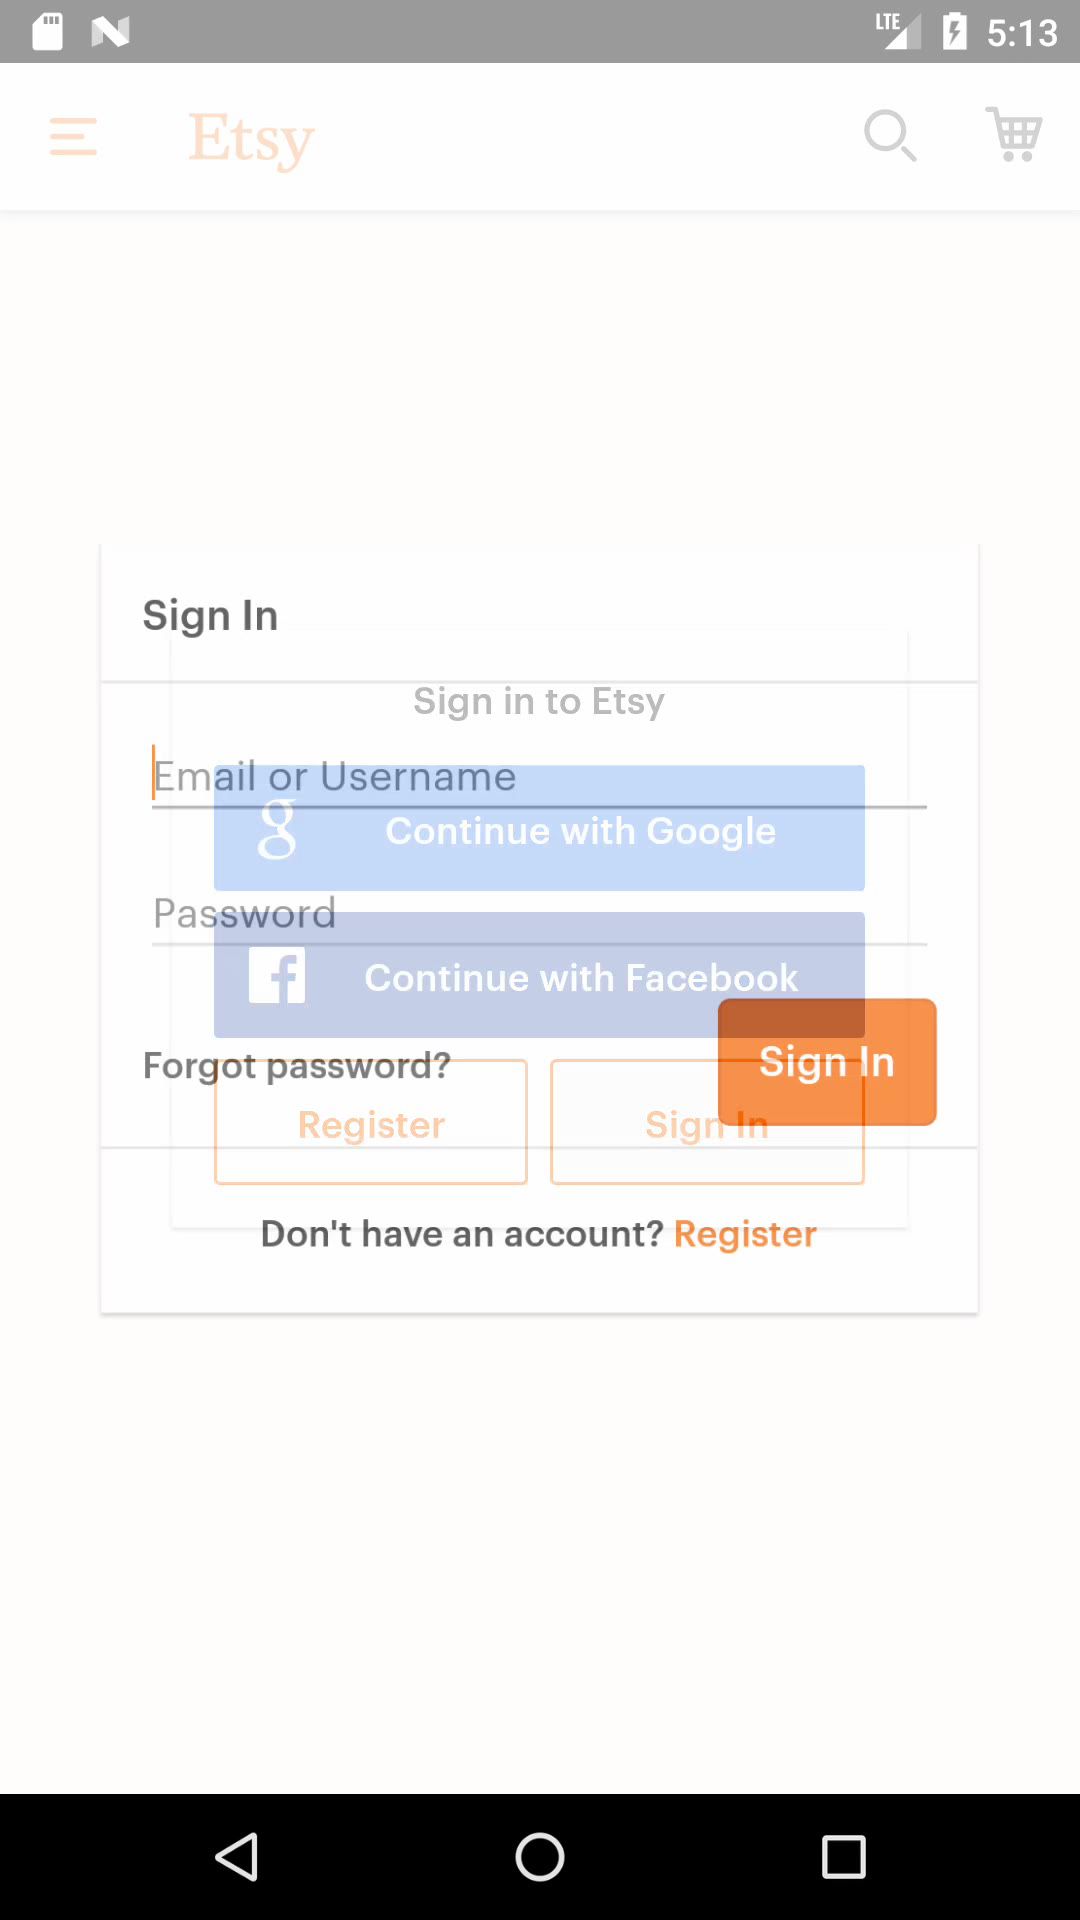 LTE 5:13
Etsy
Sign In
Sign in to Etsy
Email or Username
Continue with Google
Password
Continue with Facebook
Sign In
Forgot password?
Register Sign In
Don't have an account? Register